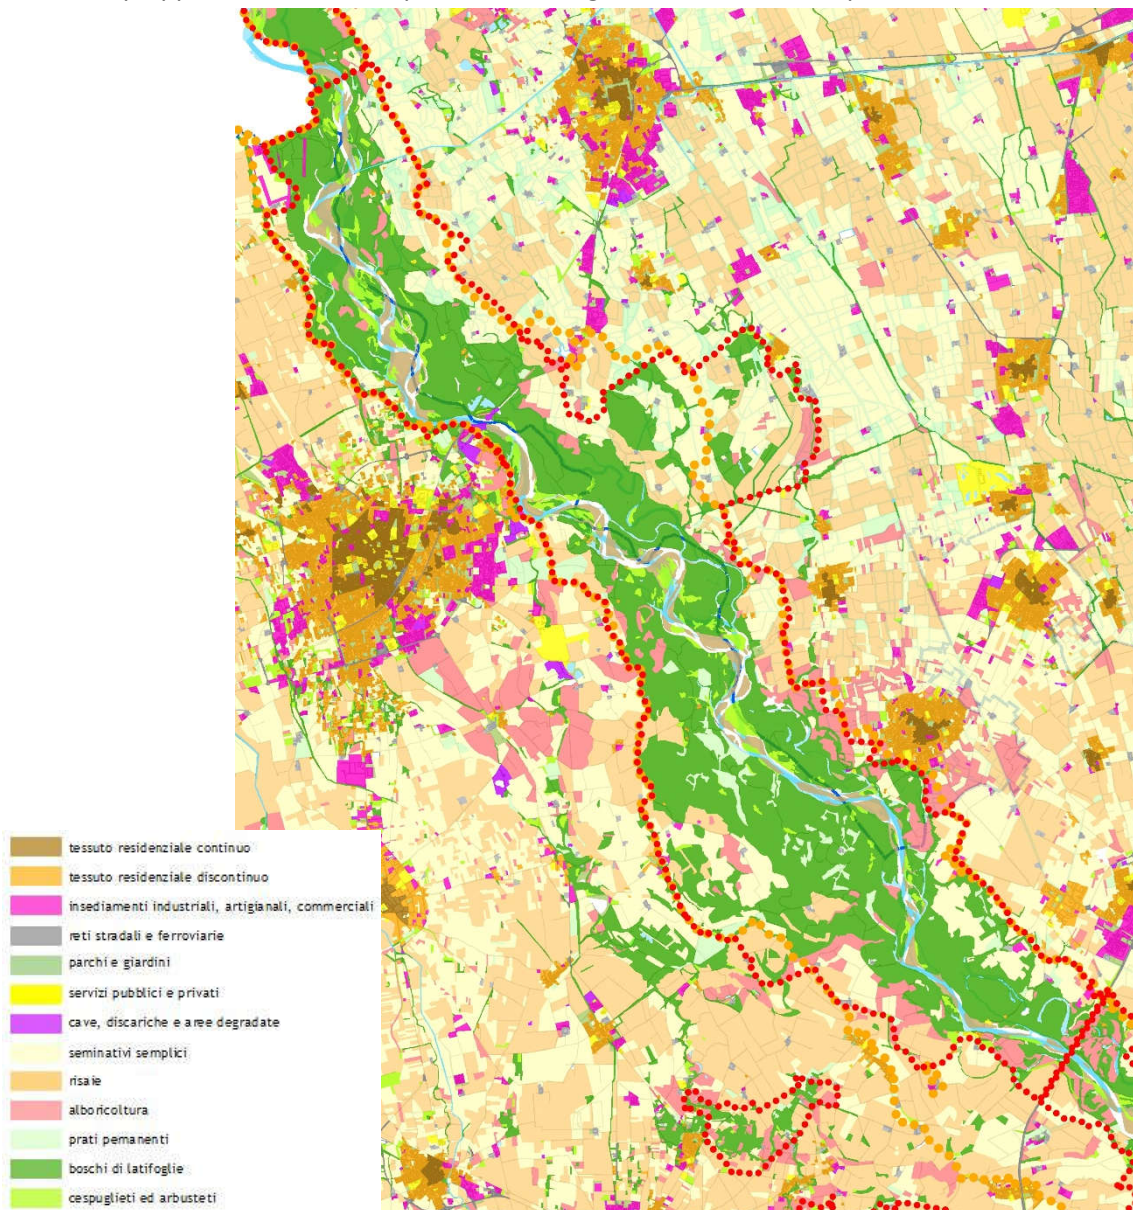 tessuto residenziale continuo
tessuto residenziale discontinuo
insediamenti industriali, artigianali, commerciali
reti stradali e ferroviarie
parchi e giardini
servizi pubblici e privati
cave, discariche e aree degradate
seminativi semplici
risaie
alboricoltura
prati pemanenti
boschi di latifoglie
cespuglieti ed arbusteti